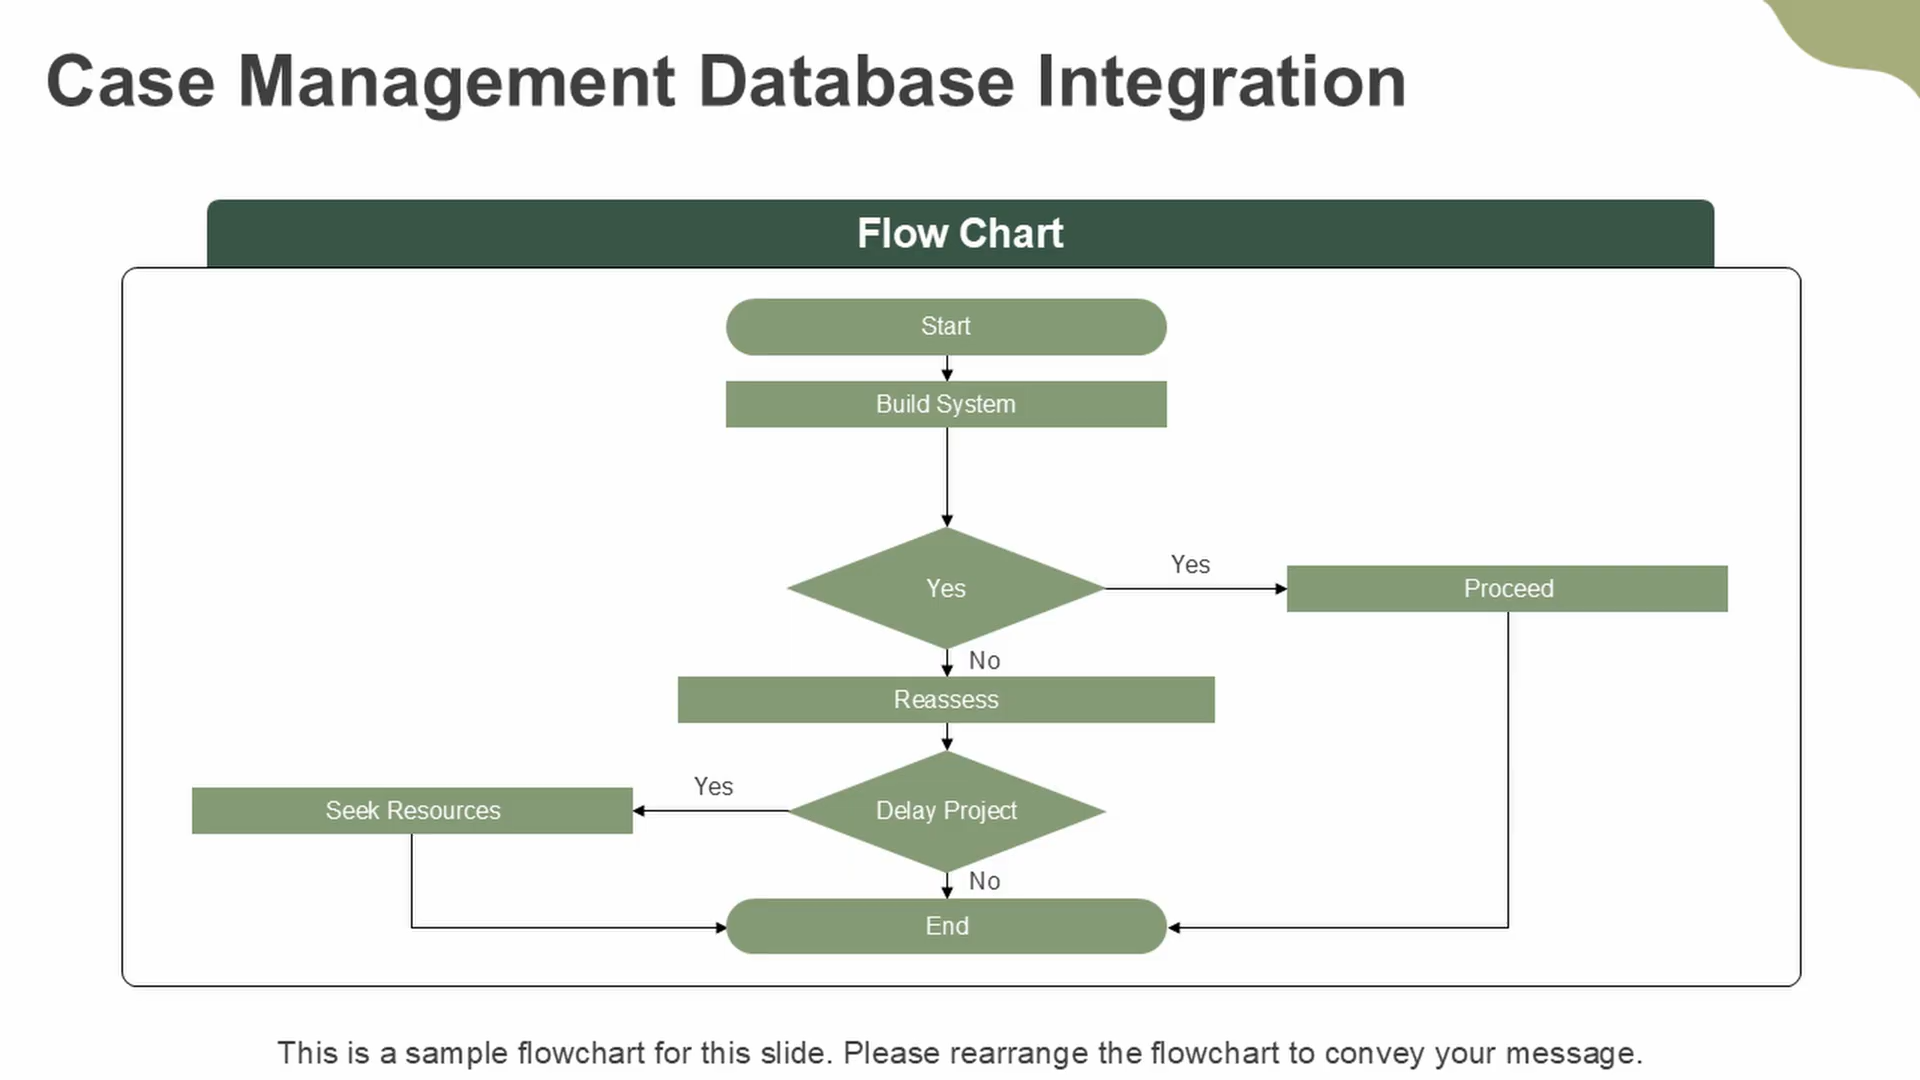 Case Management Database Integration
Flow Chart
Start
Build System
Yes
Yes
Proceed
No
Reassess
Seek Resources
Yes
Delay Project
No
End
This is a sample flowchart for this slide. Please rearrange the flowchart to convey your message.